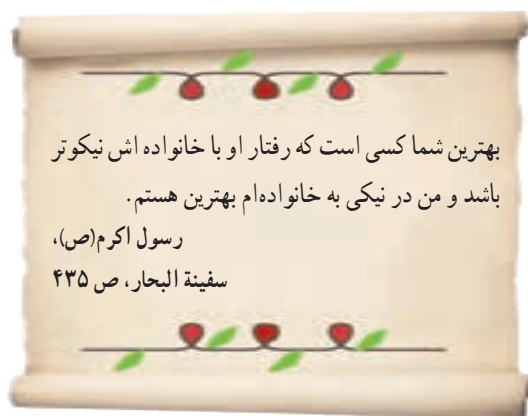 بهترین شما کسی است که رفتار او با خانواده اش نیکوتر
باشد و من در نیکی به خانواده‌ام بهترین هستم.
رسول اکرم(ص)،
سفینة البحار، ص ۴۳۵